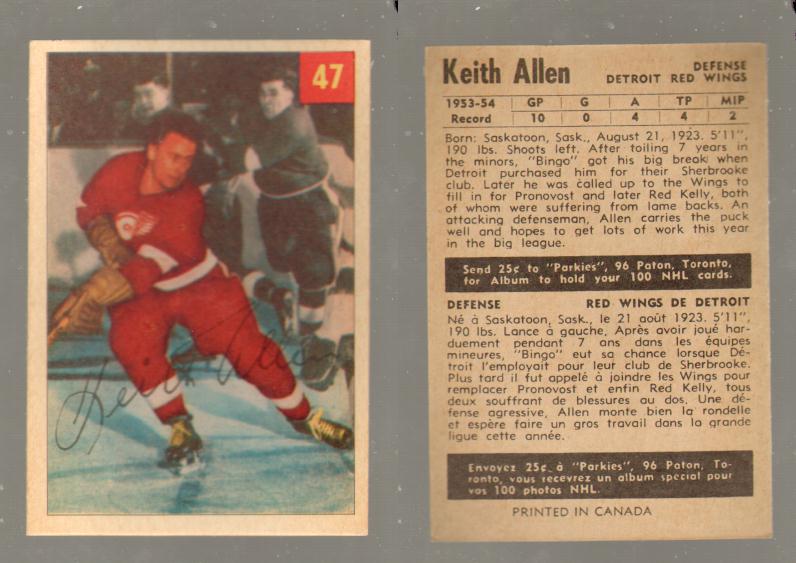 47
Keith Allen
Keith Allen
DEFENSE
DETROIT RED WINGS
1953-54 GP G A TP MIP
Record 10 0 4 4 2
Born: Saskatoon, Sask., August 21, 1923. 5'11",
190 lbs. Shoots left. After toiling 7 years in
the minors, "Bingo" got his big break when
Detroit purchased him for their Sherbrooke
club. Later he was called up to the Wings to
fill in for Pronovost and later Red Kelly, both
of whom were suffering from lame backs. An
attacking defenseman, Allen carries the puck
well and hopes to get lots of work this year
in the big league.
Send 25¢ to "Parkies", 96 Paton, Toronto,
for Album to hold your 100 NHL cards.
DEFENSE RED WINGS DE DETROIT
Né à Saskatoon, Sask., le 21 août 1923. 5'11",
190 lbs. Lance à gauche, Après avoir joué har-
duement pendant 7 ans dans les équipes
mineures, "Bingo" eut sa chance lorsque Dé-
troit l'employait pour leur club de Sherbrooke.
Plus tard il fut appelé à joindre les Wings pour
remplacer Pronovost et enfin Red Kelly, tous
deux souffrant de blessures au dos. Une dé-
fense agressive, Allen monte bien la rondelle
et espère faire un gros travail dans la grande
ligue cette année.
Envoyez 25¢ à "Parkies", 96 Paton, To-
ronto, vous recevrez un album special pour
vos 100 photos NHL.
PRINTED IN CANADA